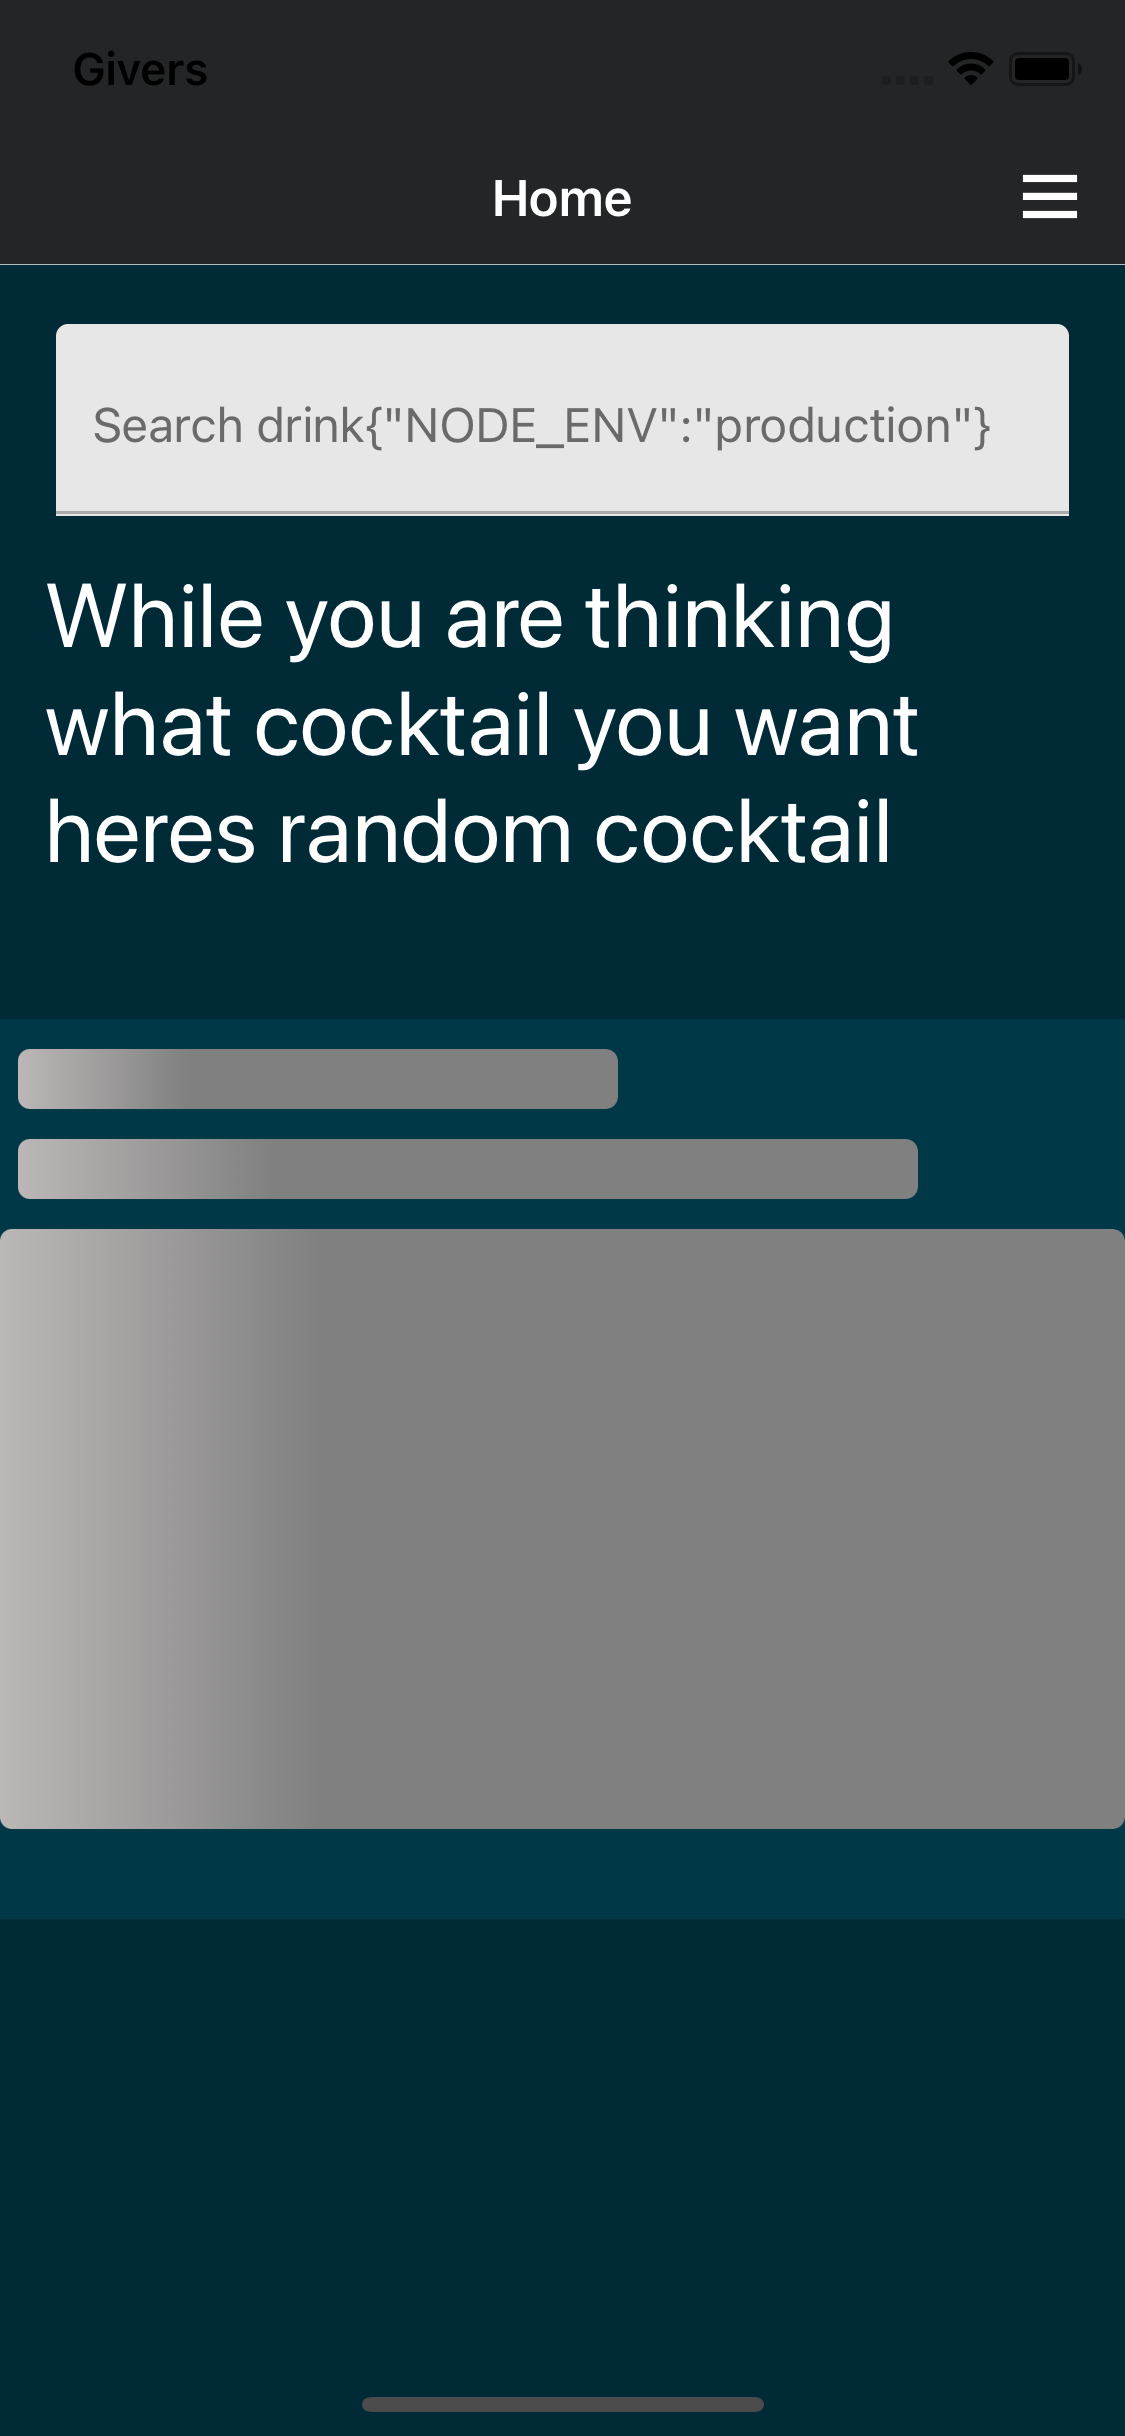 Givers
Home
Search drink{"NODE_ENV":"production"}
While you are thinking
what cocktail you want
heres random cocktail